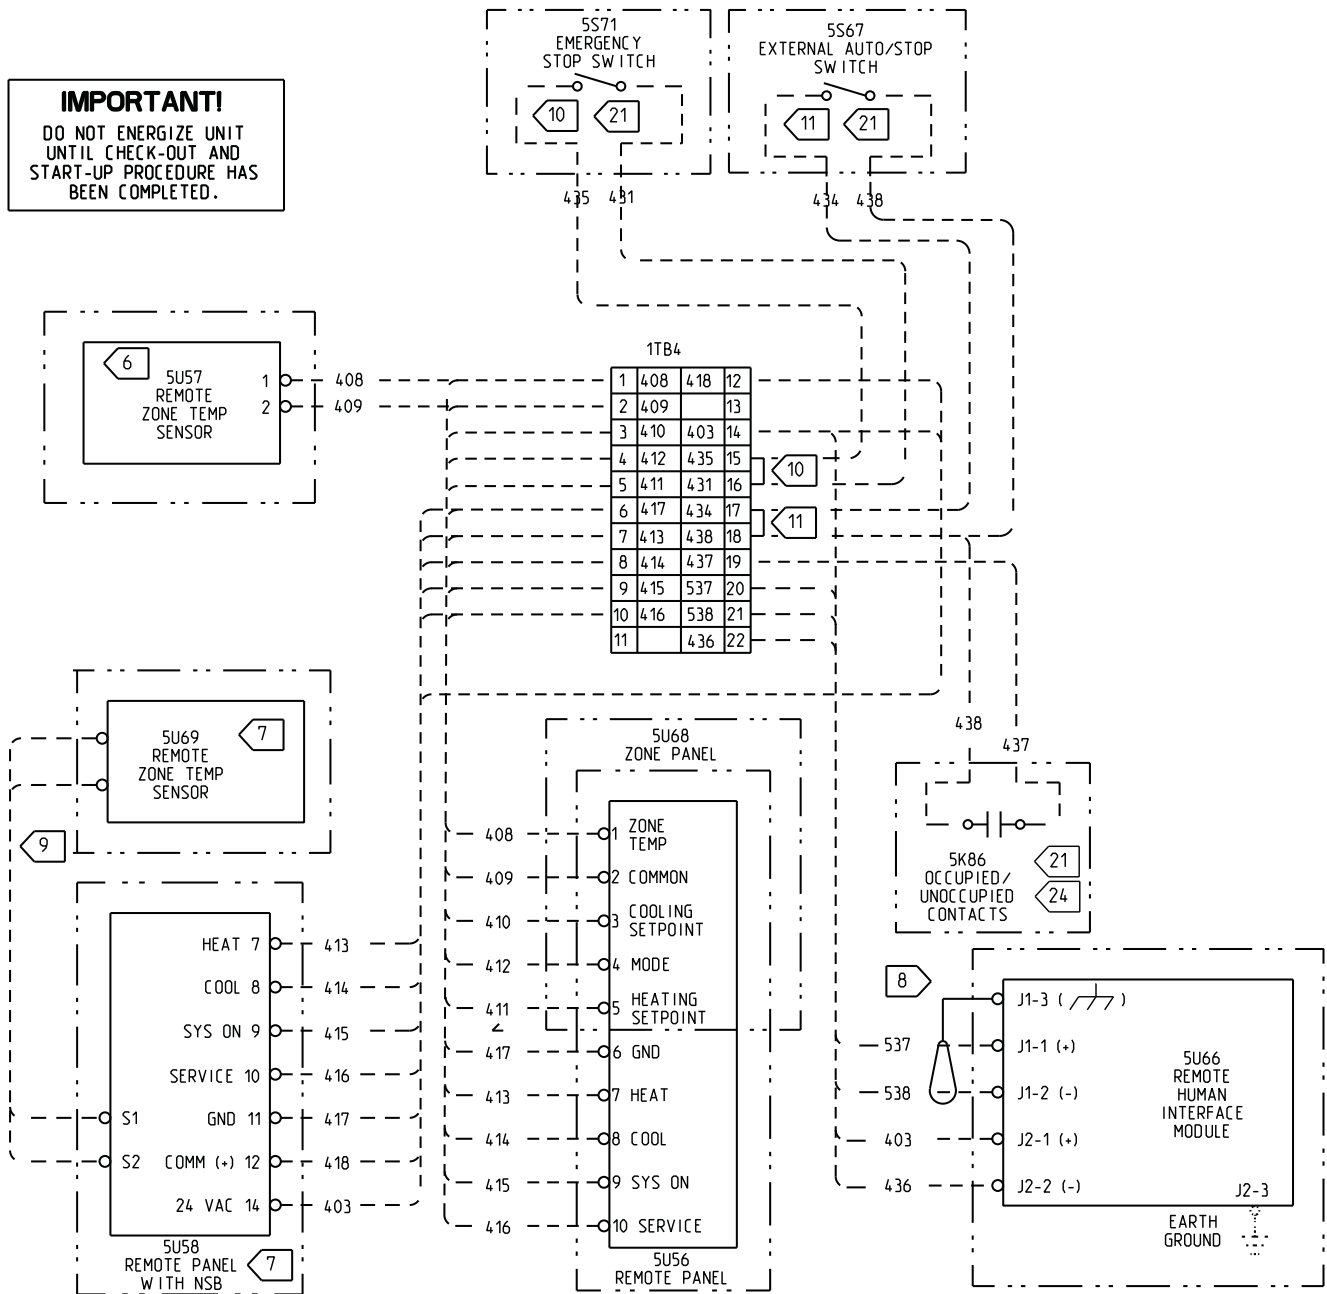 5S71
EMERGENCY
STOP SWITCH
10
21
435
431
5S67
EXTERNAL AUTO/STOP
SWITCH
11
21
434
438
IMPORTANT!
DO NOT ENERGIZE UNIT
UNTIL CHECK-OUT AND
START-UP PROCEDURE HAS
BEEN COMPLETED.
6
5U57
REMOTE
ZONE TEMP
SENSOR
1
2
408
409
1TB4
1 408 418 12
2 409 13
3 410 403 14
4 412 435 15
5 411 431 16
6 417 434 17
7 413 438 18
8 414 437 19
9 415 537 20
10 416 538 21
11 436 22
10
11
5U69
REMOTE
ZONE TEMP
SENSOR
7
9
HEAT 7 413
COOL 8 414
SYS ON 9 415
SERVICE 10 416
S1 GND 11 417
S2 COMM (+) 12 418
24 VAC 14 403
5U58
REMOTE PANEL
WITH NSB
7
5U68
ZONE PANEL
408 1 ZONE
TEMP
409 2 COMMON
410 3 COOLING
SETPOINT
412 4 MODE
411 5 HEATING
SETPOINT
417 6 GND
413 7 HEAT
414 8 COOL
415 9 SYS ON
416 10 SERVICE
5U56
REMOTE PANEL
438
437
5K86
OCCUPIED/
UNOCCUPIED
CONTACTS
21
24
8
J1-3 ( )
537 J1-1 (+)
538 J1-2 (-)
403 J2-1 (+)
436 J2-2 (-)
5U66
REMOTE
HUMAN
INTERFACE
MODULE
J2-3
EARTH
GROUND